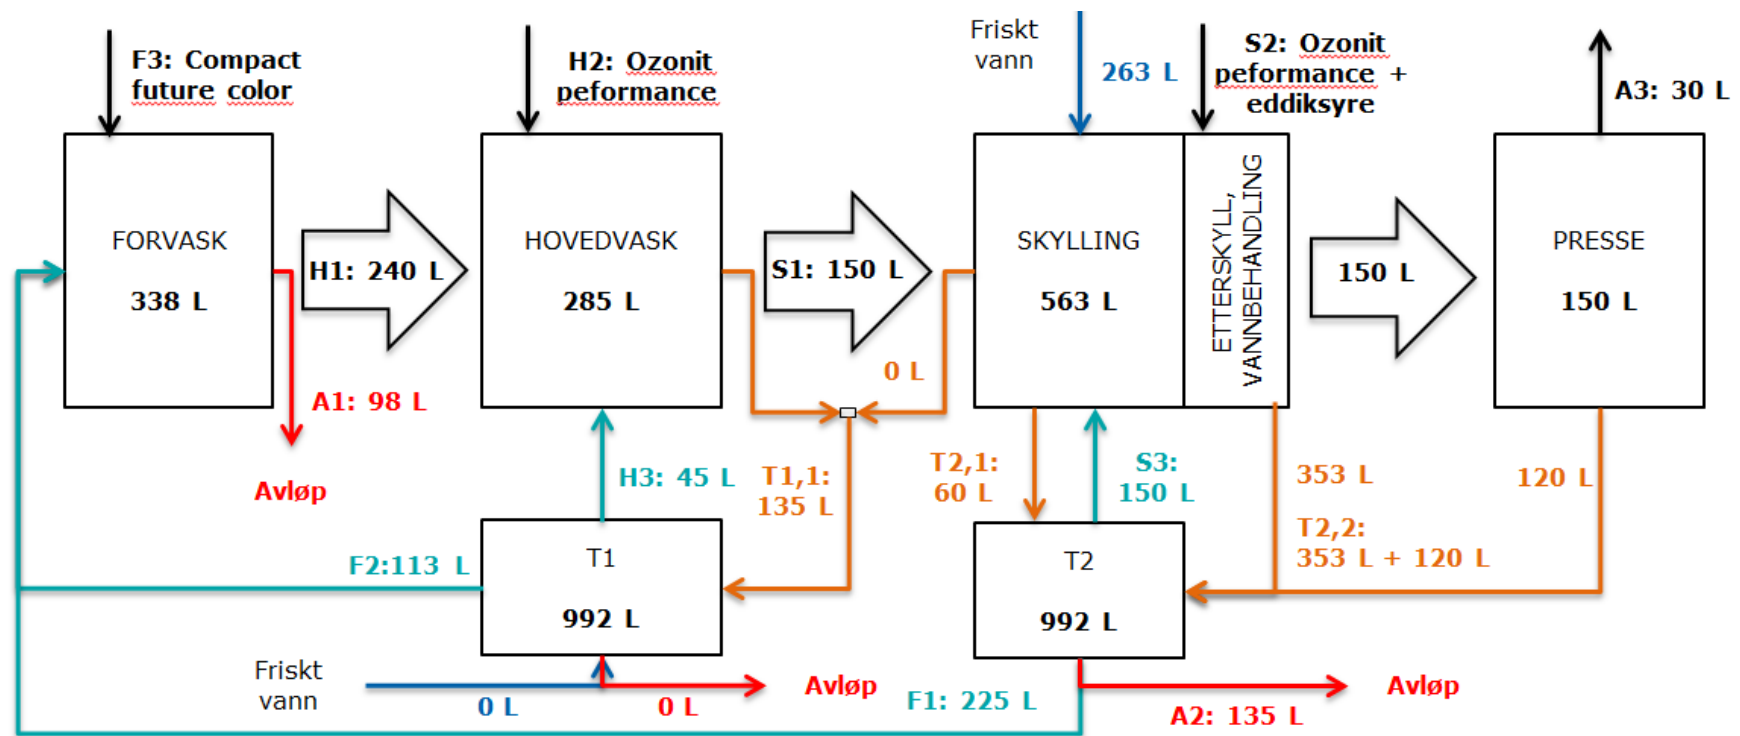 F3: Compact
future color
H2: Ozonit
peformance
Friskt
vann
263 L
S2: Ozonit
peformance +
eddiksyre
A3: 30 L
FORVASK
338 L
H1: 240 L
HOVEDVASK
285 L
S1: 150 L
SKYLLING
563 L
ETTERSKYLL,
VANNBEHANDLING
150 L
PRESSE
150 L
A1: 98 L
Avløp
0 L
H3: 45 L
T1,1:
135 L
T2,1:
60 L
S3:
150 L
353 L
120 L
T2,2:
353 L + 120 L
F2:113 L
T1
992 L
T2
992 L
Friskt
vann
0 L
0 L
Avløp
F1: 225 L
A2: 135 L
Avløp